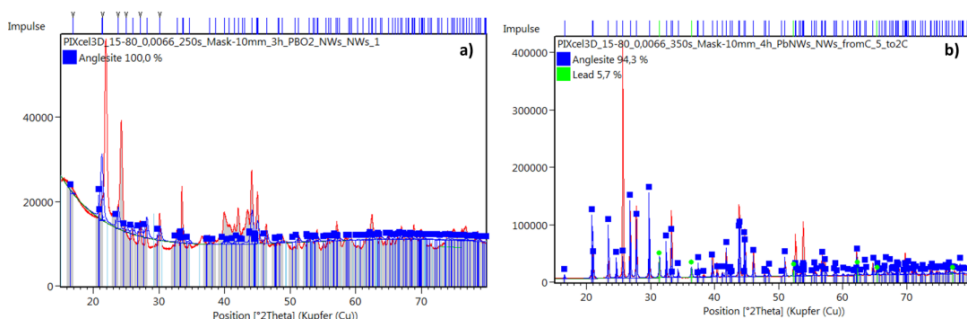 Impulse
PIXcel3D_15-80_0,0066_250s_Mask-10mm_3h_PBO2_NWs_NWs_1
a)
Anglesite 100,0 %
40000
20000
0
20 30 40 50 60 70
Position [°2Theta] (Kupfer (Cu))
Impulse
PIXcel3D_15-80_0,0066_350s_Mask-10mm_4h_PbNWs_NWs_fromC_5_to2C
b)
400000
Anglesite 94,3 %
Lead 5,7 %
300000
200000
100000
0
20 30 40 50 60 70
Position [°2Theta] (Kupfer (Cu))